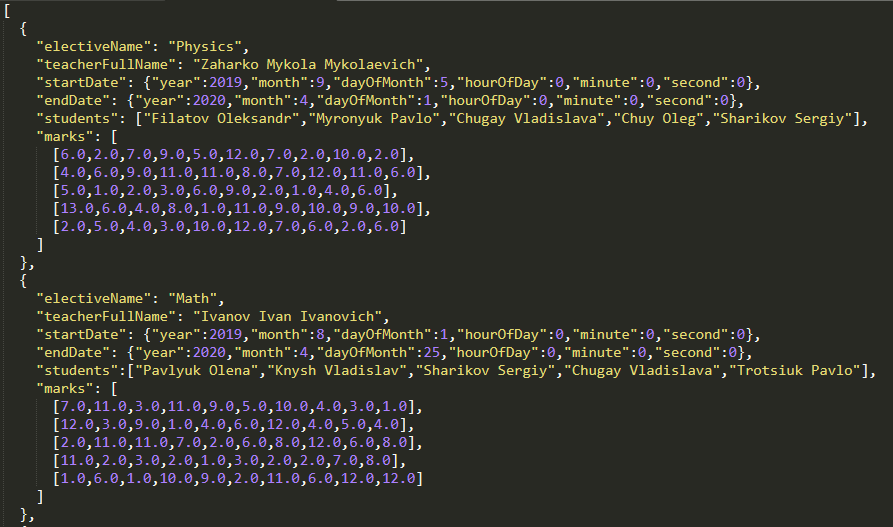 [
{
"electiveName": "Physics",
"teacherFullName": "Zaharko Mykola Mykolaevich",
"startDate": {"year":2019,"month":9,"dayOfMonth":5,"hourOfDay":0,"minute":0,"second":0},
"endDate": {"year":2020,"month":4,"dayOfMonth":1,"hourOfDay":0,"minute":0,"second":0},
"students": ["Filatov Oleksandr","Myronyuk Pavlo","Chugay Vladislava","Chuy Oleg","Sharikov Sergiy"],
"marks": [
[6.0,2.0,7.0,9.0,5.0,12.0,7.0,2.0,10.0,2.0],
[4.0,6.0,9.0,11.0,11.0,8.0,7.0,12.0,11.0,6.0],
[5.0,1.0,2.0,3.0,6.0,9.0,2.0,1.0,4.0,6.0],
[13.0,6.0,4.0,8.0,1.0,11.0,9.0,10.0,9.0,10.0],
[2.0,5.0,4.0,3.0,10.0,12.0,7.0,6.0,2.0,6.0]
]
},
{
"electiveName": "Math",
"teacherFullName": "Ivanov Ivan Ivanovich",
"startDate": {"year":2019,"month":8,"dayOfMonth":1,"hourOfDay":0,"minute":0,"second":0},
"endDate": {"year":2020,"month":4,"dayOfMonth":25,"hourOfDay":0,"minute":0,"second":0},
"students":["Pavlyuk Olena","Knysh Vladislav","Sharikov Sergiy","Chugay Vladislava","Trotsiuk Pavlo"],
"marks": [
[7.0,11.0,3.0,11.0,9.0,5.0,10.0,4.0,3.0,1.0],
[12.0,3.0,9.0,1.0,4.0,6.0,12.0,4.0,5.0,4.0],
[2.0,11.0,11.0,7.0,2.0,6.0,8.0,12.0,6.0,8.0],
[11.0,2.0,3.0,2.0,1.0,3.0,2.0,2.0,7.0,8.0],
[1.0,6.0,1.0,10.0,9.0,2.0,11.0,6.0,12.0,12.0]
]
},